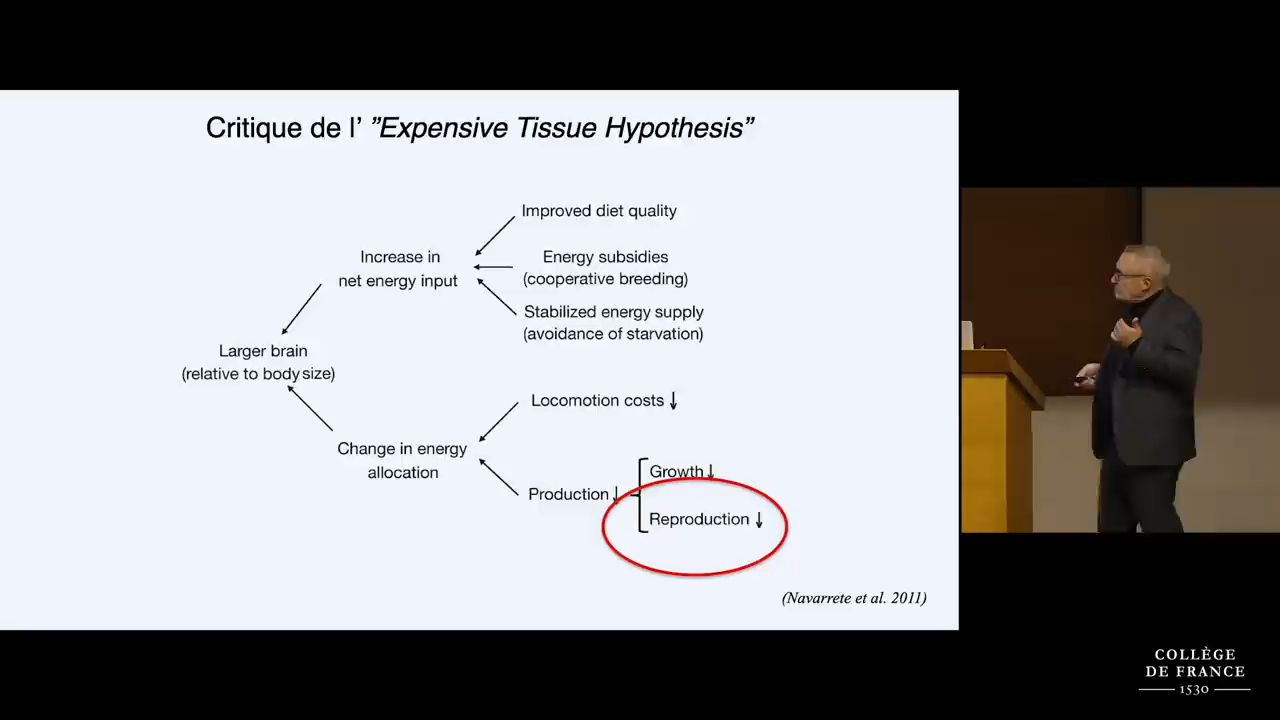 Critique de l' ”Expensive Tissue Hypothesis”
Improved diet quality
Increase in
net energy input
Energy subsidies
(cooperative breeding)
Stabilized energy supply
(avoidance of starvation)
Larger brain
(relative to body size)
Locomotion costs ↓
Change in energy
allocation
Growth ↓
Production ↓
Reproduction ↓
(Navarrete et al. 2011)
COLLÈGE
DE FRANCE
1530